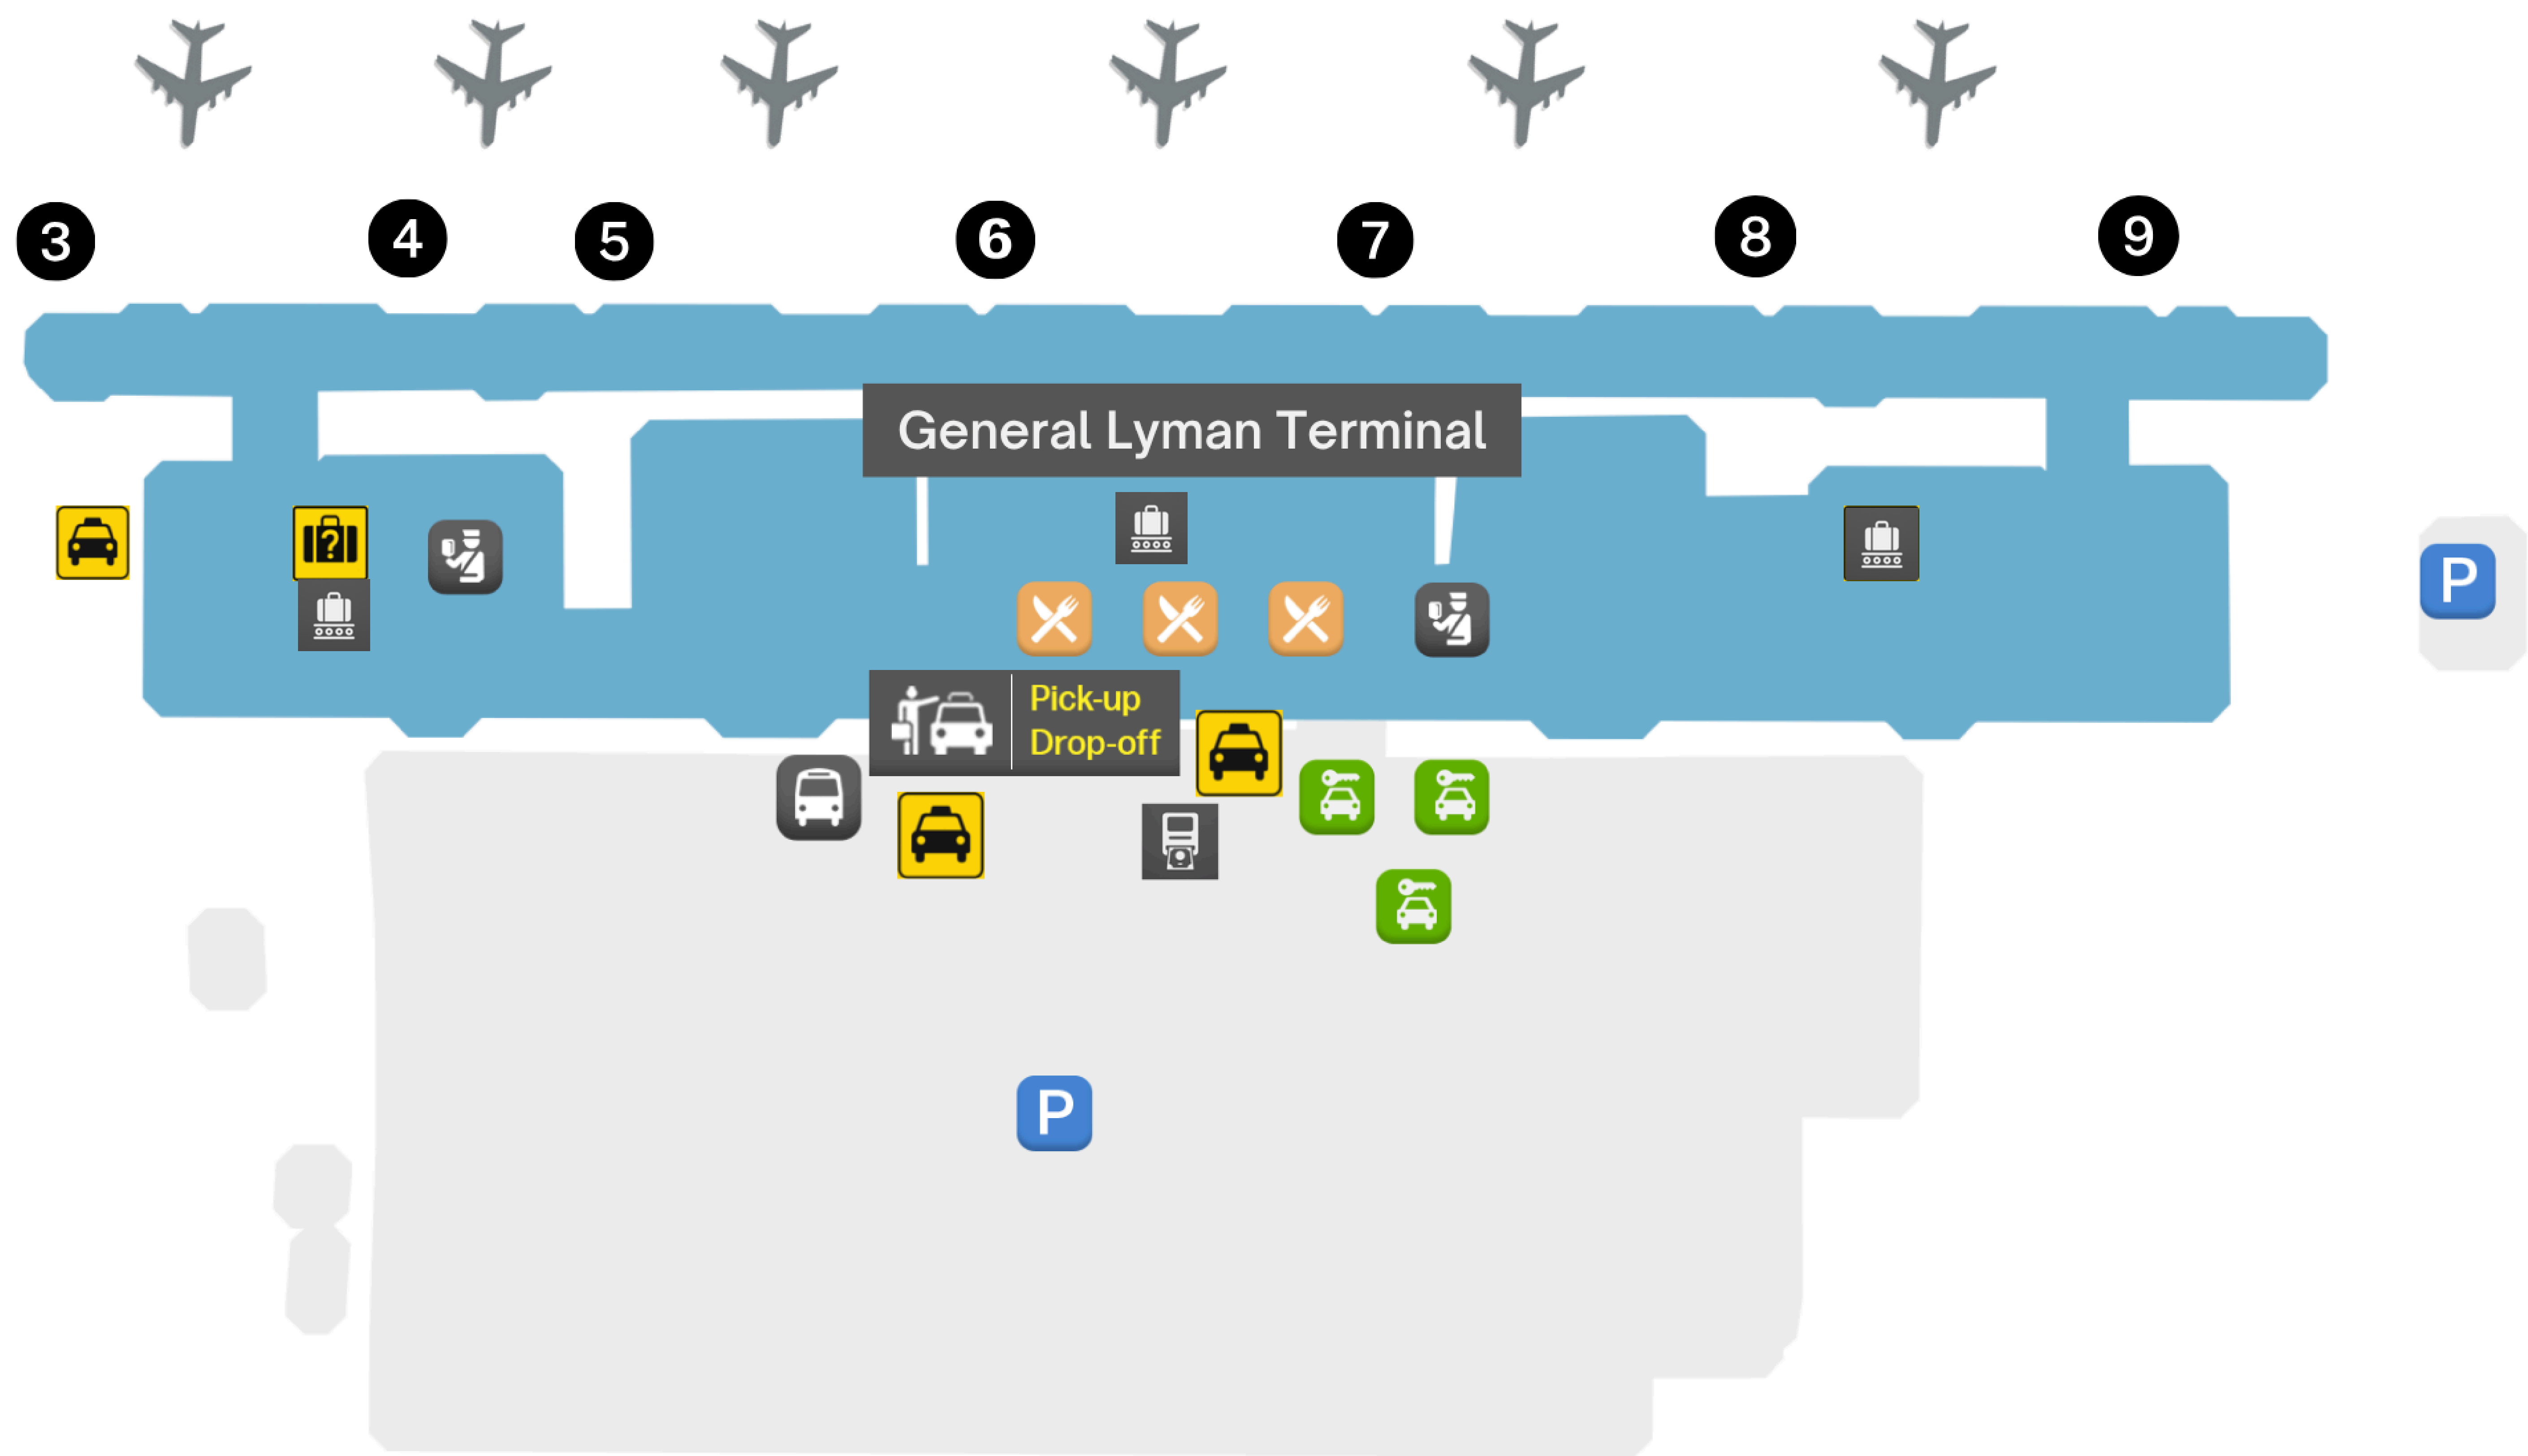 3 4 5 6 7 8 9
General Lyman Terminal
?
P
Pick-up
Drop-off
P